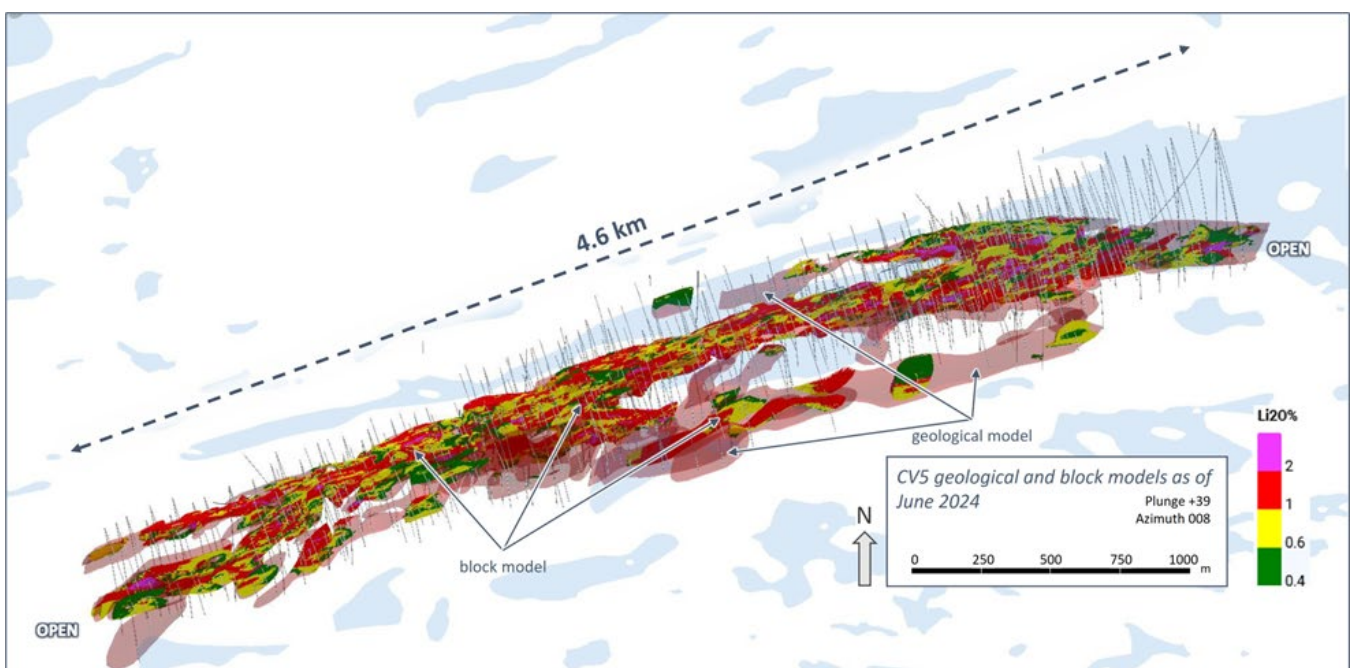 4.6 km
OPEN
geological model
Li20%
2
1
0.6
0.4
CV5 geological and block models as of
June 2024
Plunge +39
Azimuth 008
N
0 250 500 750 1000
m
block model
OPEN